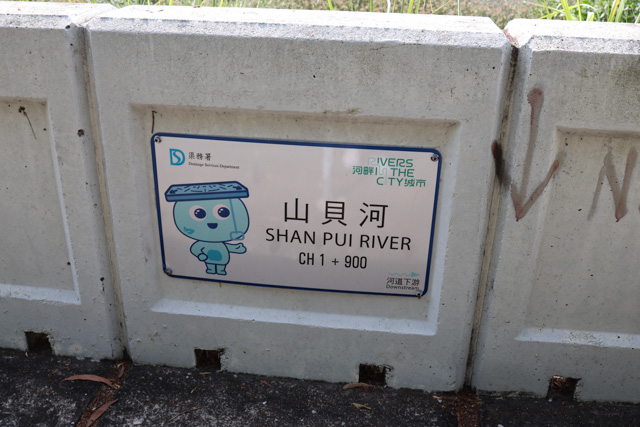 渠務署
Drainage Services Department
RIVERS
河畔IN THE
CITY城市
山貝河
SHAN PUI RIVER
CH 1 + 900
河道下游
Downstream
N